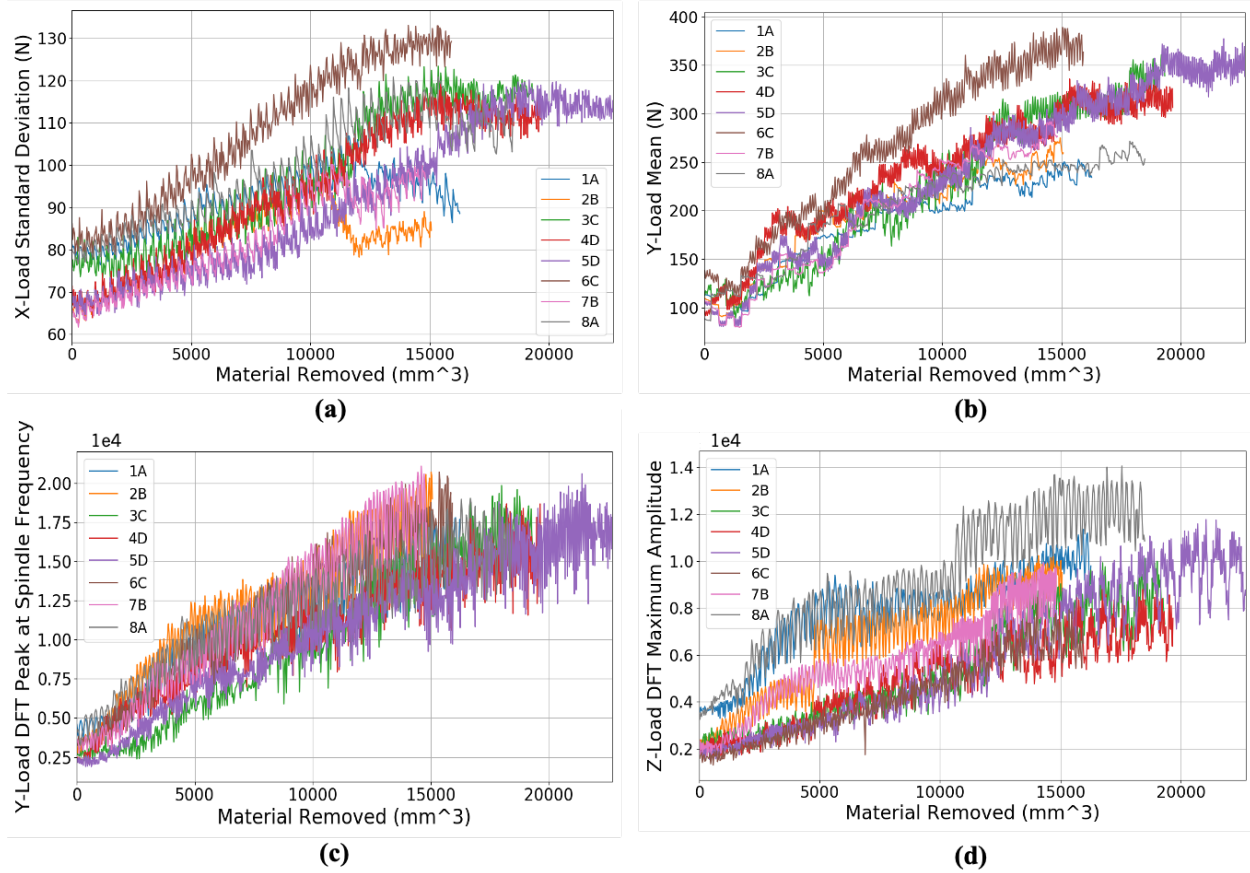 X-Load Standard Deviation (N)
130
120
110
100
90
80
70
60
0
5000
10000
15000
20000
Material Removed (mm^3)
1A
2B
3C
4D
5D
6C
7B
8A
(a)
Y-Load Mean (N)
400
350
300
250
200
150
100
0
5000
10000
15000
20000
Material Removed (mm^3)
1A
2B
3C
4D
5D
6C
7B
8A
(b)
Y-Load DFT Peak at Spindle Frequency
1e4
2.00
1.75
1.50
1.25
1.00
0.75
0.50
0.25
0
5000
10000
15000
20000
Material Removed (mm^3)
1A
2B
3C
4D
5D
6C
7B
8A
(c)
Z-Load DFT Maximum Amplitude
1e4
1.4
1.2
1.0
0.8
0.6
0.4
0.2
0
5000
10000
15000
20000
Material Removed (mm^3)
1A
2B
3C
4D
5D
6C
7B
8A
(d)